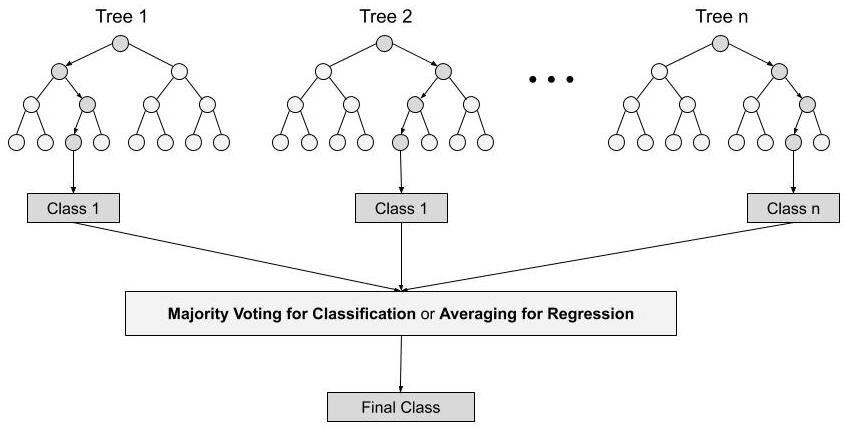 Tree 1
Tree 2
Tree n
Class 1
Class 1
Class n
Majority Voting for Classification or Averaging for Regression
Final Class